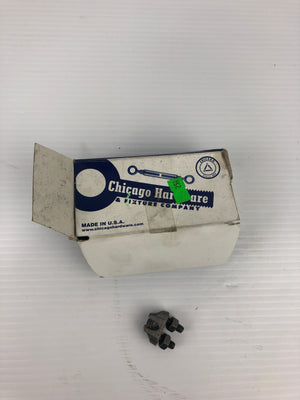 Chicago Hardware
& FIXTURE COMPANY
MADE IN U.S.A.
www.chicagohardware.com